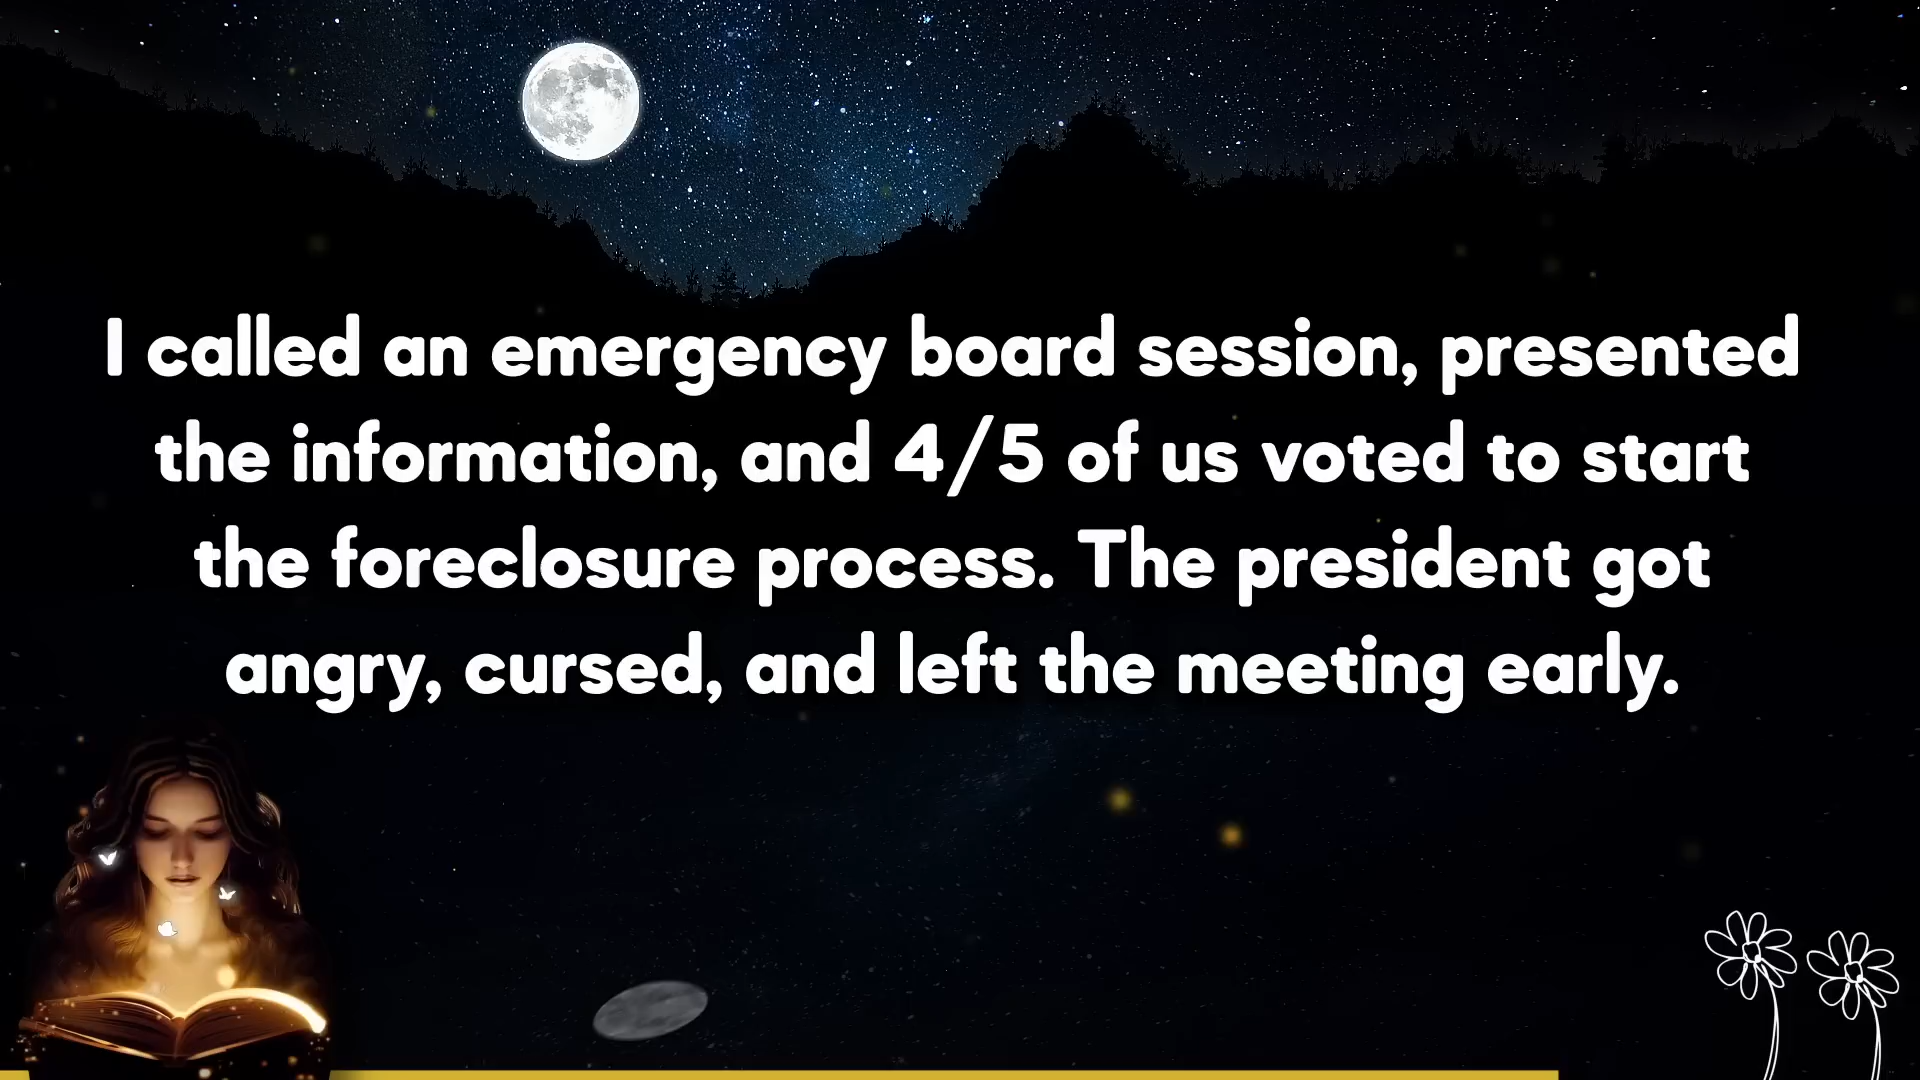 I called an emergency board session, presented
the information, and 4/5 of us voted to start
the foreclosure process. The president got
angry, cursed, and left the meeting early.